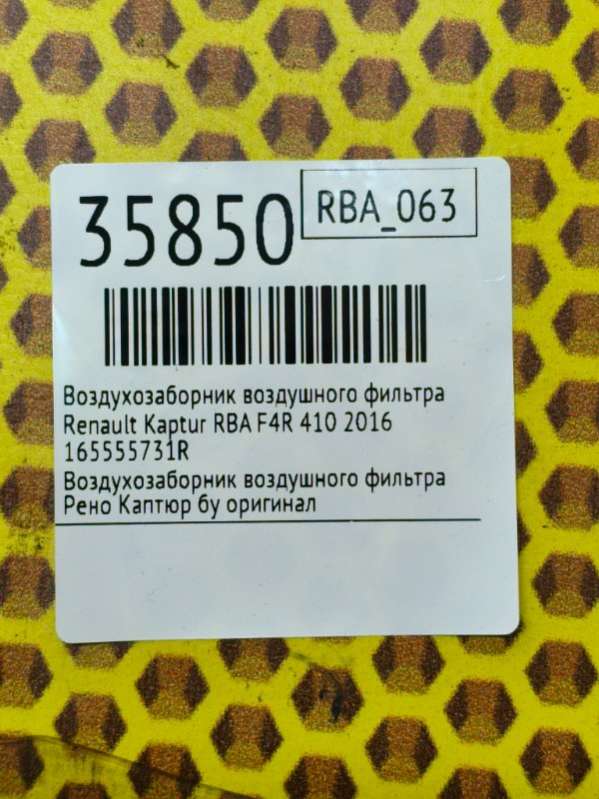 35850
RBA_063
Воздухозаборник воздушного фильтра
Renault Kaptur RBA F4R 410 2016
165555731R
Воздухозаборник воздушного фильтра
Рено Каптюр бу оригинал